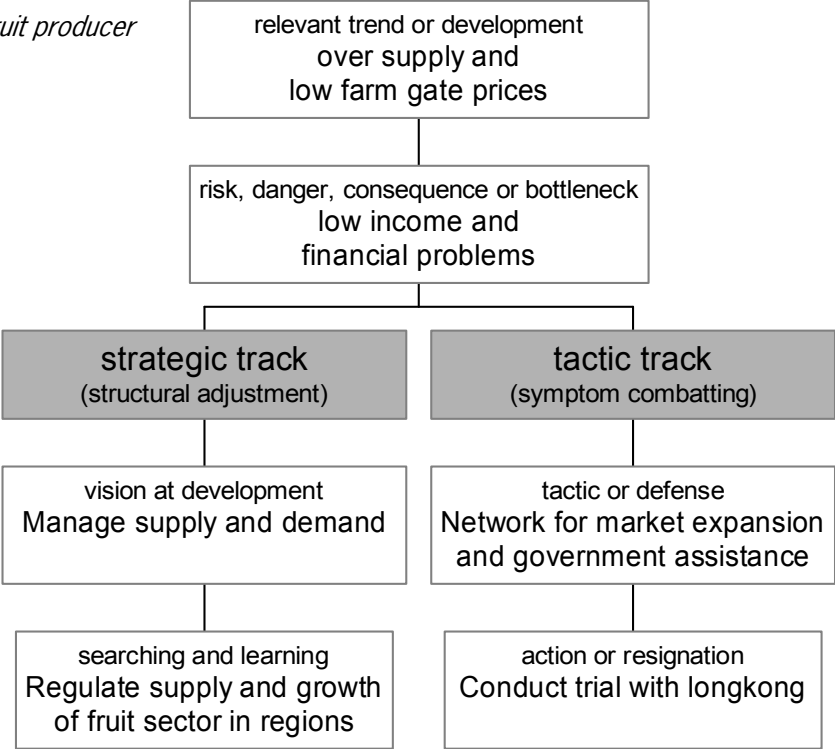 producer
relevant trend or development
over supply and
low farm gate prices
risk, danger, consequence or bottleneck
low income and
financial problems
strategic track
(structural adjustment)
tactic track
(symptom combatting)
vision at development
Manage supply and demand
tactic or defense
Network for market expansion
and government assistance
searching and learning
Regulate supply and growth
of fruit sector in regions
action or resignation
Conduct trial with longkong